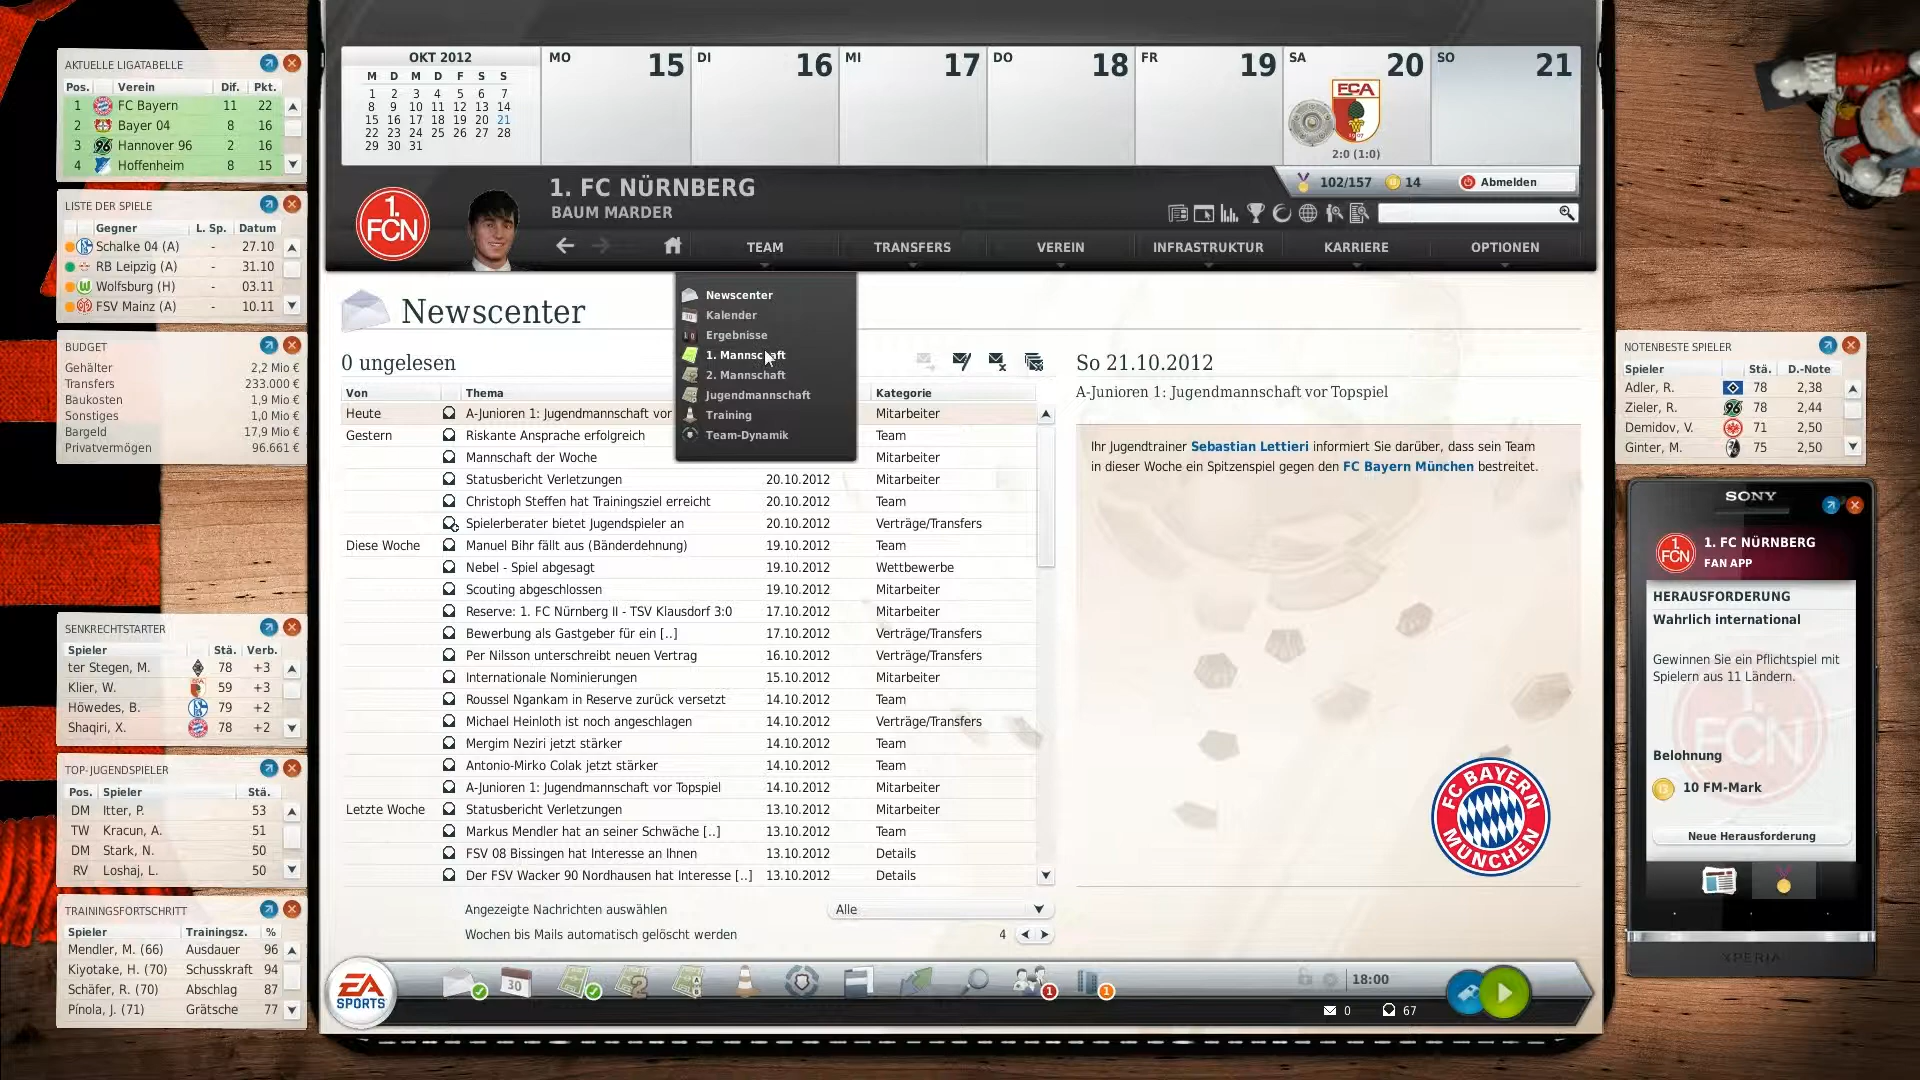 AKTUELLE LIGATABELLE
Pos. Verein Dif. Pkt.
1 FC Bayern 11 22
2 Bayer 04 8 16
3 Hannover 96 2 16
4 Hoffenheim 8 15
LISTE DER SPIELE
Gegner L. Sp. Datum
Schalke 04 (A) - 27.10
RB Leipzig (A) - 31.10
Wolfsburg (H) - 03.11
FSV Mainz (A) - 10.11
BUDGET
Gehälter 2,2 Mio €
Transfers 233.000 €
Baukosten 1,9 Mio €
Sonstiges 1,0 Mio €
Bargeld 17,9 Mio €
Privatvermögen 96.661 €
SENKRECHTSTARTER
Spieler Stä. Verb.
ter Stegen, M. 78 +3
Klier, W. 59 +3
Höwedes, B. 79 +2
Shaqiri, X. 78 +2
TOP-JUGENDSPIELER
Pos. Spieler Stä.
DM Itter, P. 53
TW Kracun, A. 51
DM Stark, N. 50
RV Loshaj, L. 50
TRAININGSFORTSCHRITT
Spieler Trainingsz. %
Mendler, M. (66) Ausdauer 96
Kiyotake, H. (70) Schusskraft 94
Schäfer, R. (70) Abschlag 87
Pínola, J. (71) Grätsche 77
OKT 2012
M D M D F S S
1 2 3 4 5 6 7
8 9 10 11 12 13 14
15 16 17 18 19 20 21
22 23 24 25 26 27 28
29 30 31
MO 15 DI 16 MI 17 DO 18 FR 19 SA 20 SO 21
FCA
1907
2:0 (1:0)
1. FCN
1. FC NÜRNBERG
BAUM MARDER
102/157 14 Abmelden
TEAM TRANSFERS VEREIN INFRASTRUKTUR KARRIERE OPTIONEN
Newscenter
Kalender
Ergebnisse
1. Mannschaft
2. Mannschaft
Jugendmannschaft
Training
Team-Dynamik
Newscenter
0 ungelesen
Von Thema Kategorie
Heute A-Junioren 1: Jugendmannschaft vor Mitarbeiter
Gestern Riskante Ansprache erfolgreich Team
Mannschaft der Woche Mitarbeiter
Statusbericht Verletzungen 20.10.2012 Mitarbeiter
Christoph Steffen hat Trainingsziel erreicht 20.10.2012 Team
Spielerberater bietet Jugendspieler an 20.10.2012 Verträge/Transfers
Diese Woche Manuel Bihr fällt aus (Bänderdehnung) 19.10.2012 Team
Nebel - Spiel abgesagt 19.10.2012 Wettbewerbe
Scouting abgeschlossen 19.10.2012 Mitarbeiter
Reserve: 1. FC Nürnberg II - TSV Klausdorf 3:0 17.10.2012 Mitarbeiter
Bewerbung als Gastgeber für ein [..] 17.10.2012 Verträge/Transfers
Per Nilsson unterschreibt neuen Vertrag 16.10.2012 Verträge/Transfers
Internationale Nominierungen 15.10.2012 Mitarbeiter
Roussel Ngankam in Reserve zurück versetzt 14.10.2012 Team
Michael Heinloth ist noch angeschlagen 14.10.2012 Verträge/Transfers
Mergim Neziri jetzt stärker 14.10.2012 Team
Antonio-Mirko Colak jetzt stärker 14.10.2012 Team
A-Junioren 1: Jugendmannschaft vor Topspiel 14.10.2012 Mitarbeiter
Letzte Woche Statusbericht Verletzungen 13.10.2012 Mitarbeiter
Markus Mendler hat an seiner Schwäche [..] 13.10.2012 Team
FSV 08 Bissingen hat Interesse an Ihnen 13.10.2012 Details
Der FSV Wacker 90 Nordhausen hat Interesse [..] 13.10.2012 Details
Angezeigte Nachrichten auswählen Alle
Wochen bis Mails automatisch gelöscht werden 4
So 21.10.2012
A-Junioren 1: Jugendmannschaft vor Topspiel
Ihr Jugendtrainer Sebastian Lettieri informiert Sie darüber, dass sein Team
in dieser Woche ein Spitzenspiel gegen den FC Bayern München bestreitet.
FC BAYERN MÜNCHEN
EA SPORTS
30
2
1
1
18:00
0 67
NOTENBESTE SPIELER
Spieler Stä. D.-Note
Adler, R. 78 2,38
Zieler, R. 78 2,44
Demidov, V. 71 2,50
Ginter, M. 75 2,50
SONY
1. FCN
1. FC NÜRNBERG
FAN APP
HERAUSFORDERUNG
Wahrlich international
Gewinnen Sie ein Pflichtspiel mit
Spielern aus 11 Ländern.
Belohnung
10 FM-Mark
Neue Herausforderung
XPERIA